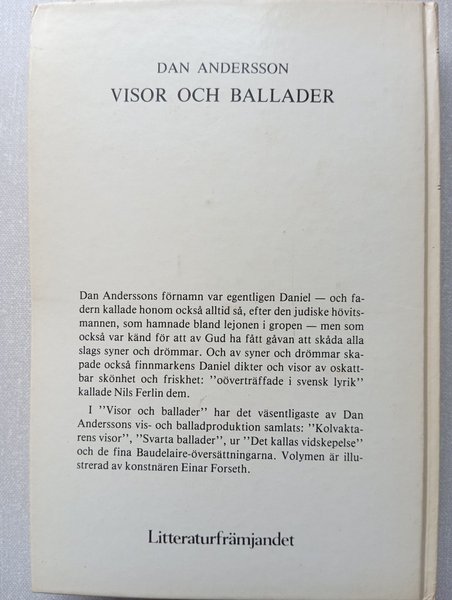 DAN ANDERSSON
VISOR OCH BALLADER
Dan Anderssons förnamn var egentligen Daniel — och fa-
dern kallade honom också alltid så, efter den judiske hövits-
mannen, som hamnade bland lejonen i gropen — men som
också var känd för att av Gud ha fått gåvan att skåda alla
slags syner och drömmar. Och av syner och drömmar ska-
pade också finnmarkens Daniel dikter och visor av oskatt-
bar skönhet och friskhet: ''oöverträffade i svensk lyrik''
kallade Nils Ferlin dem.
I ''Visor och ballader'' har det väsentligaste av Dan
Anderssons vis- och balladproduktion samlats: ''Kolvakta-
rens visor'', ''Svarta ballader'', ur ''Det kallas vidskepelse''
och de fina Baudelaire-översättningarna. Volymen är illu-
strerad av konstnären Einar Forseth.
Litteraturfrämjandet